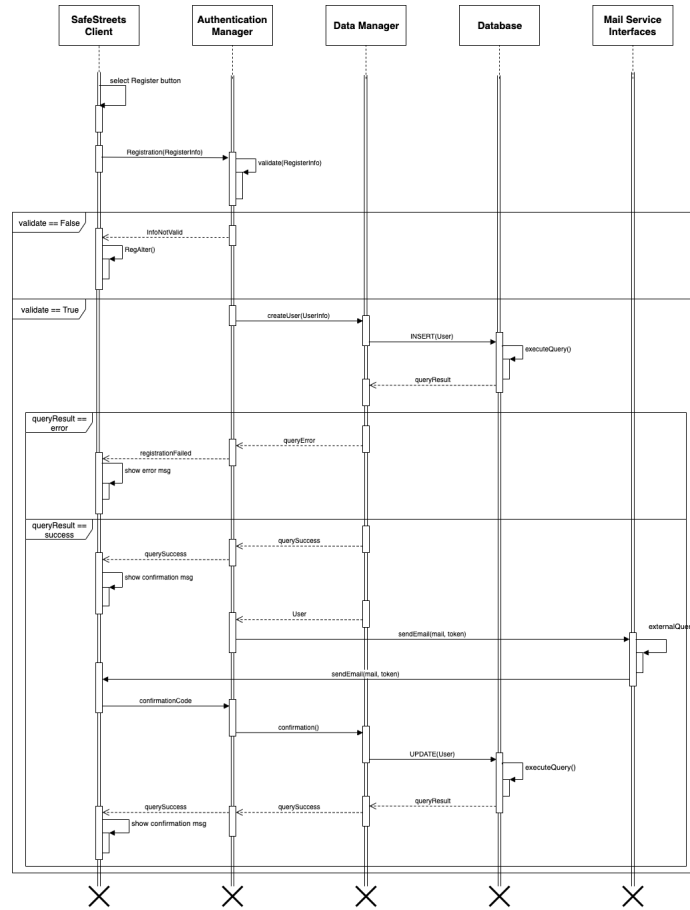 SafeStreets
Client
Authentication
Manager
Data Manager
Database
Mail Service
Interfaces
select Register button
Registration(RegisterInfo)
validate(RegisterInfo)
validate == False
InfoNotValid
RegAlter()
validate == True
createUser(UserInfo)
INSERT(User)
executeQuery()
queryResult
queryResult ==
error
queryError
registrationFailed
show error msg
queryResult ==
success
querySuccess
querySuccess
show confirmation msg
User
sendEmail(mail, token)
externalQue
sendEmail(mail, token)
confirmationCode
confirmation()
UPDATE(User)
executeQuery()
queryResult
querySuccess
querySuccess
show confirmation msg